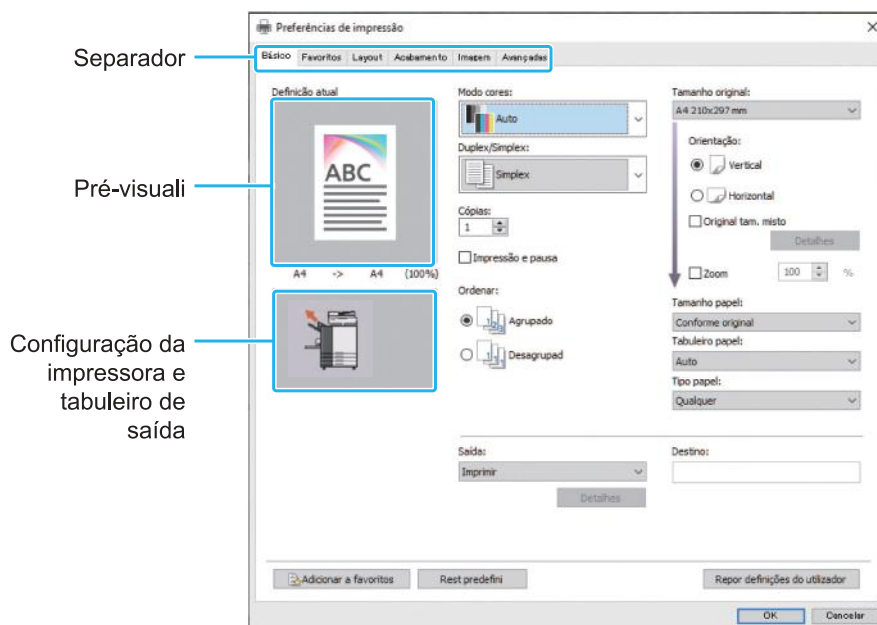 Preferências de impressão
Separador
Básico Favoritos Layout Acabamento Imagem Avançadas
Definição atual
Pré-visuali
ABC
A4 -> A4 (100%)
Configuração da
impressora e
tabuleiro de
saída
Modo cores:
Auto
Duplex/Simplex:
Simplex
Cópias:
1
Impressão e pausa
Ordenar:
Agrupado
Desagrupad
Tamanho original:
A4 210x297 mm
Orientação:
Vertical
Horizontal
Original tam. misto
Detalhes
Zoom 100 %
Tamanho papel:
Conforme original
Tabuleiro papel:
Auto
Tipo papel:
Qualquer
Saída:
Imprimir
Detalhes
Destino:
Adicionar a favoritos
Rest predefini
Repor definições do utilizador
OK
Cancelar